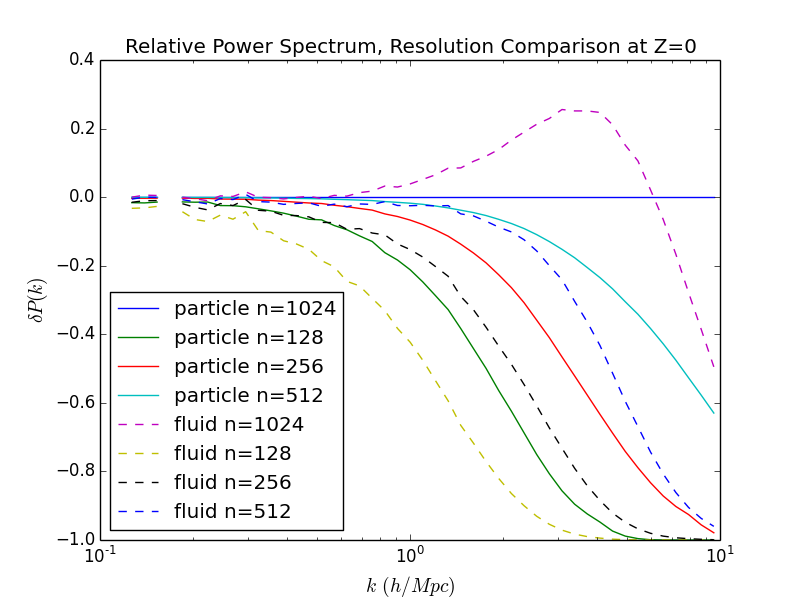 Relative Power Spectrum, Resolution Comparison at Z=0
0.4
0.2
0.0
−0.2
−0.4
−0.6
−0.8
−1.0
δP(k)
particle n=1024
particle n=128
particle n=256
particle n=512
fluid n=1024
fluid n=128
fluid n=256
fluid n=512
10⁻¹ 10⁰ 10¹
k (h/Mpc)